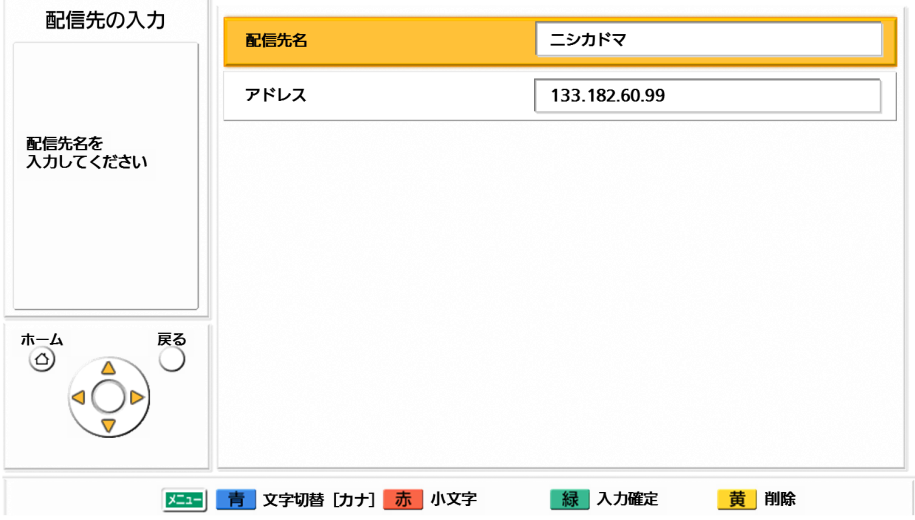 配信先の入力
配信先名を
入力してください
ホーム
戻る
配信先名
ニシカドマ
アドレス
133.182.60.99
メニュー 青 文字切替 [カナ] 赤 小文字 緑 入力確定 黄 削除